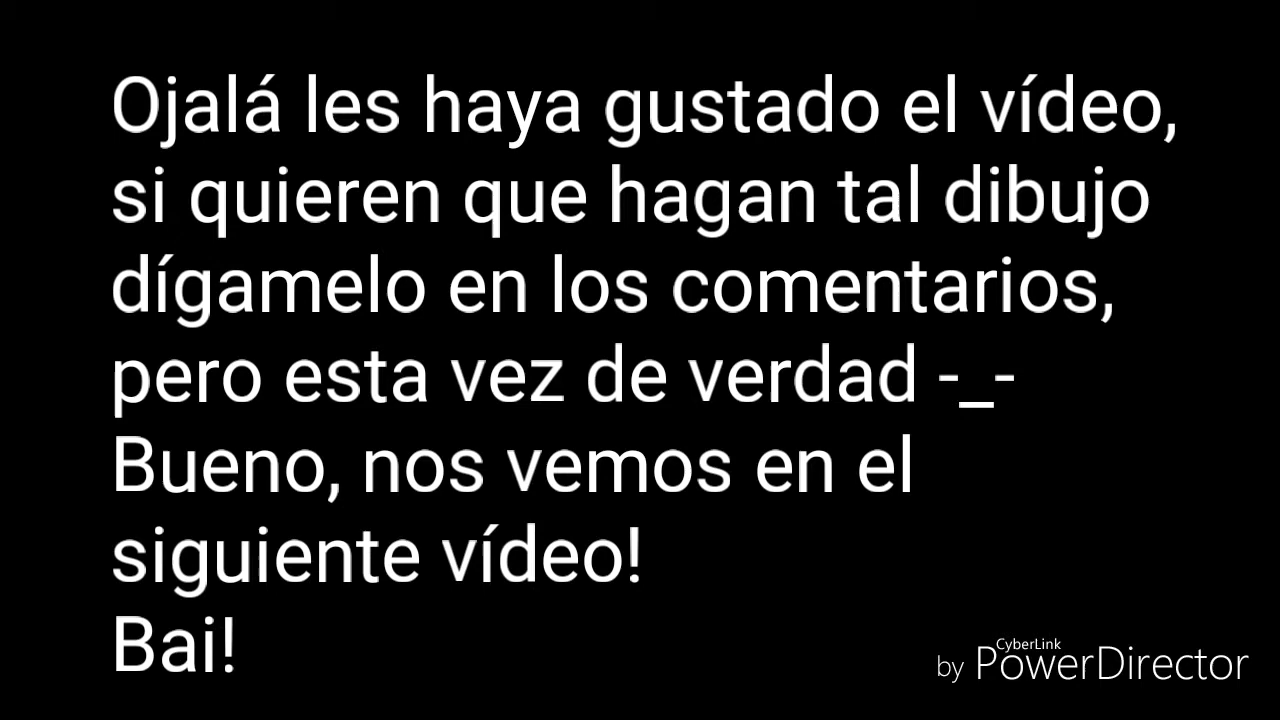 Ojalá les haya gustado el vídeo,
si quieren que hagan tal dibujo
dígamelo en los comentarios,
pero esta vez de verdad -_-
Bueno, nos vemos en el
siguiente vídeo!
Bai!
CyberLink
by PowerDirector